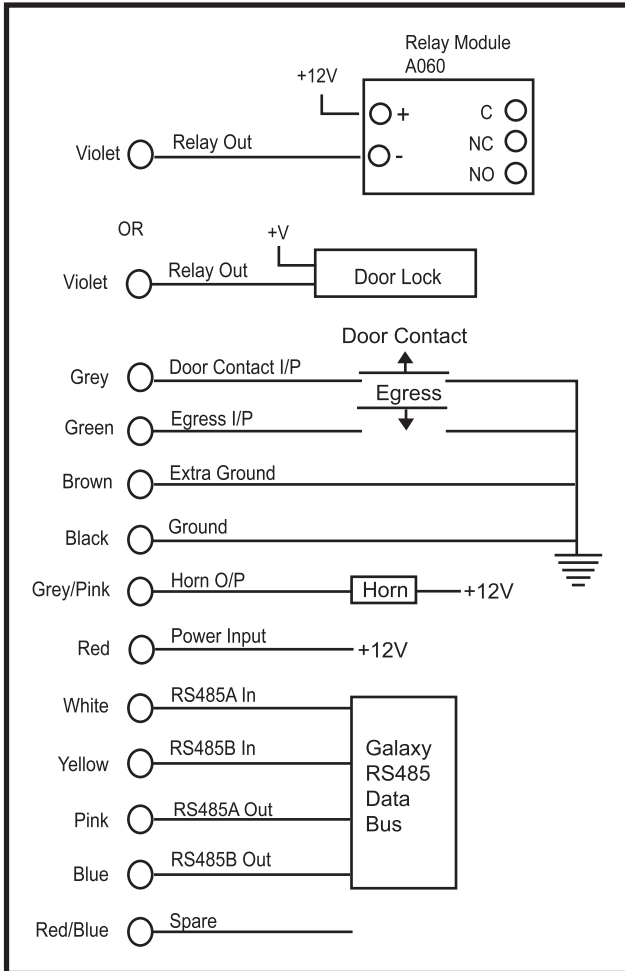 Relay Module
A060
+12V
+ C
NC
Violet Relay Out - NO
OR
+V
Violet Relay Out Door Lock
Door Contact
Grey Door Contact I/P
Egress
Green Egress I/P
Brown Extra Ground
Black Ground
Grey/Pink Horn O/P Horn +12V
Red Power Input +12V
White RS485A In
Yellow RS485B In
Galaxy
RS485
Data
Bus
Pink RS485A Out
Blue RS485B Out
Red/Blue Spare